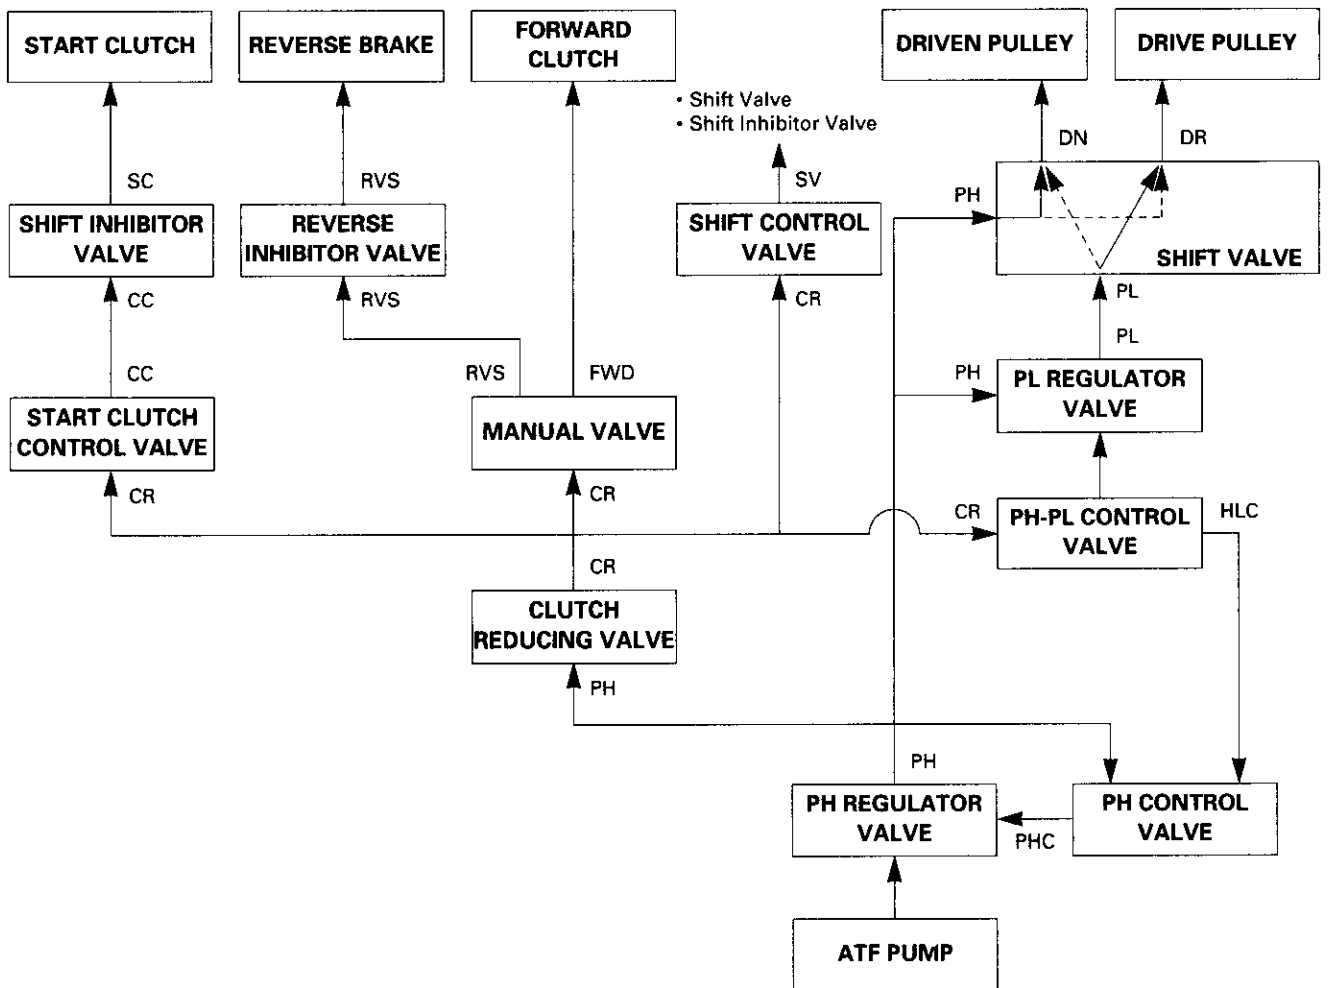 START CLUTCH
REVERSE BRAKE
FORWARD
CLUTCH
DRIVEN PULLEY
DRIVE PULLEY
• Shift Valve
• Shift Inhibitor Valve
DN
DR
SC
RVS
SV
PH
SHIFT INHIBITOR
VALVE
REVERSE
INHIBITOR VALVE
SHIFT CONTROL
VALVE
SHIFT VALVE
CC
RVS
CR
PL
PL
CC
RVS
FWD
PH
PL REGULATOR
VALVE
START CLUTCH
CONTROL VALVE
MANUAL VALVE
CR
CR
CR
PH-PL CONTROL
VALVE
HLC
CR
CLUTCH
REDUCING VALVE
PH
PH
PH REGULATOR
VALVE
PHC
PH CONTROL
VALVE
ATF PUMP